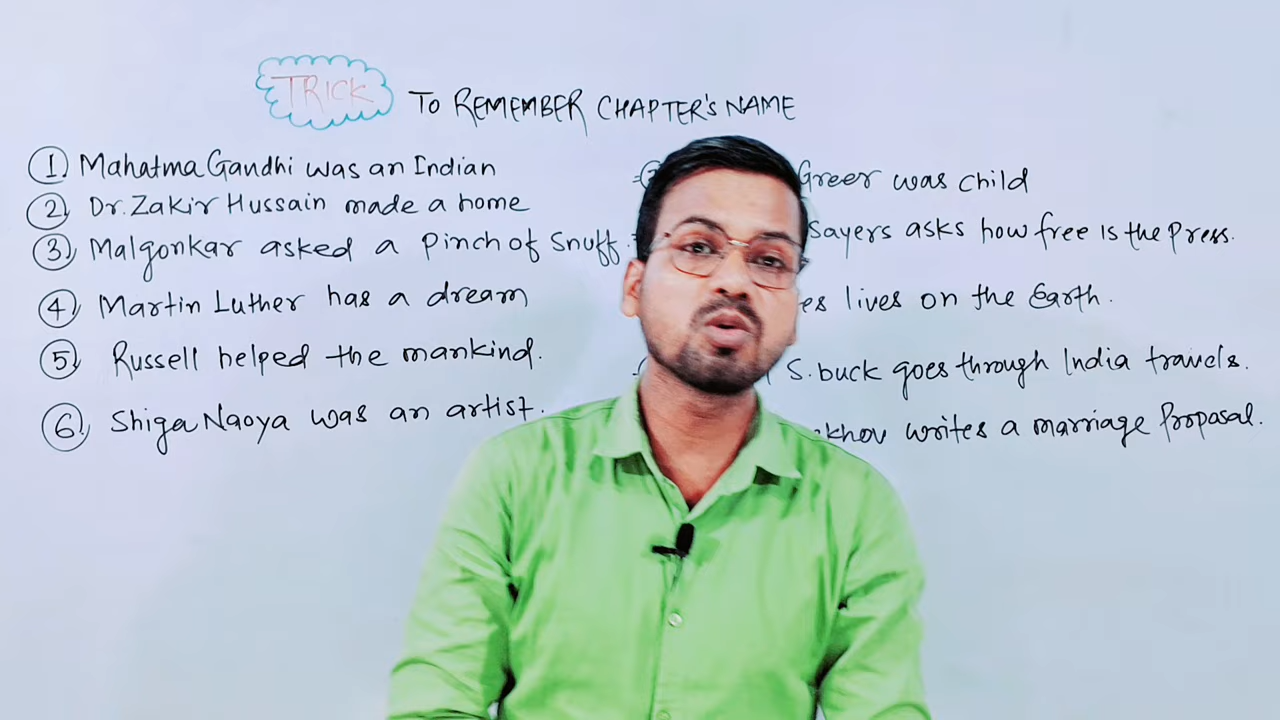 TRICK TO REMEMBER CHAPTER'S NAME
1 Mahatma Gandhi was an Indian
2 Dr. Zakir Hussain made a home
3 Malgonkar asked a pinch of Snuff.
4 Martin Luther has a dream
5 Russell helped the mankind.
6 Shiga Naoya was an artist.
Greer was child
Sayers asks how free is the Press.
es lives on the Earth.
S. buck goes through India travels.
khov writes a marriage Proposal.